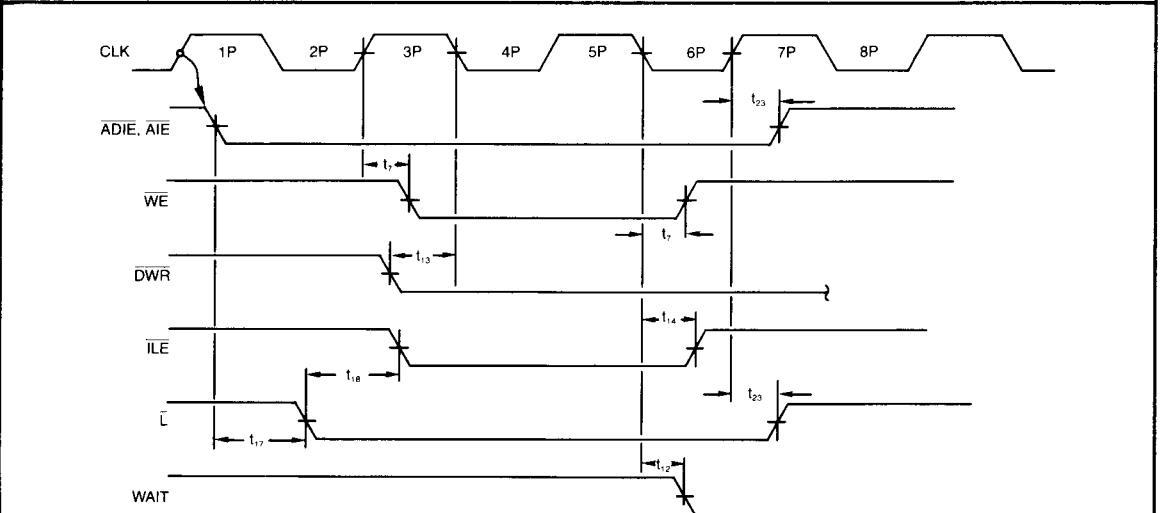 CLK 1P 2P 3P 4P 5P 6P 7P 8P
t23
ADIE, AIE
t7
WE
t7
DWR t13
t14
ILE
t18 t23
L
t17
t12
WAIT